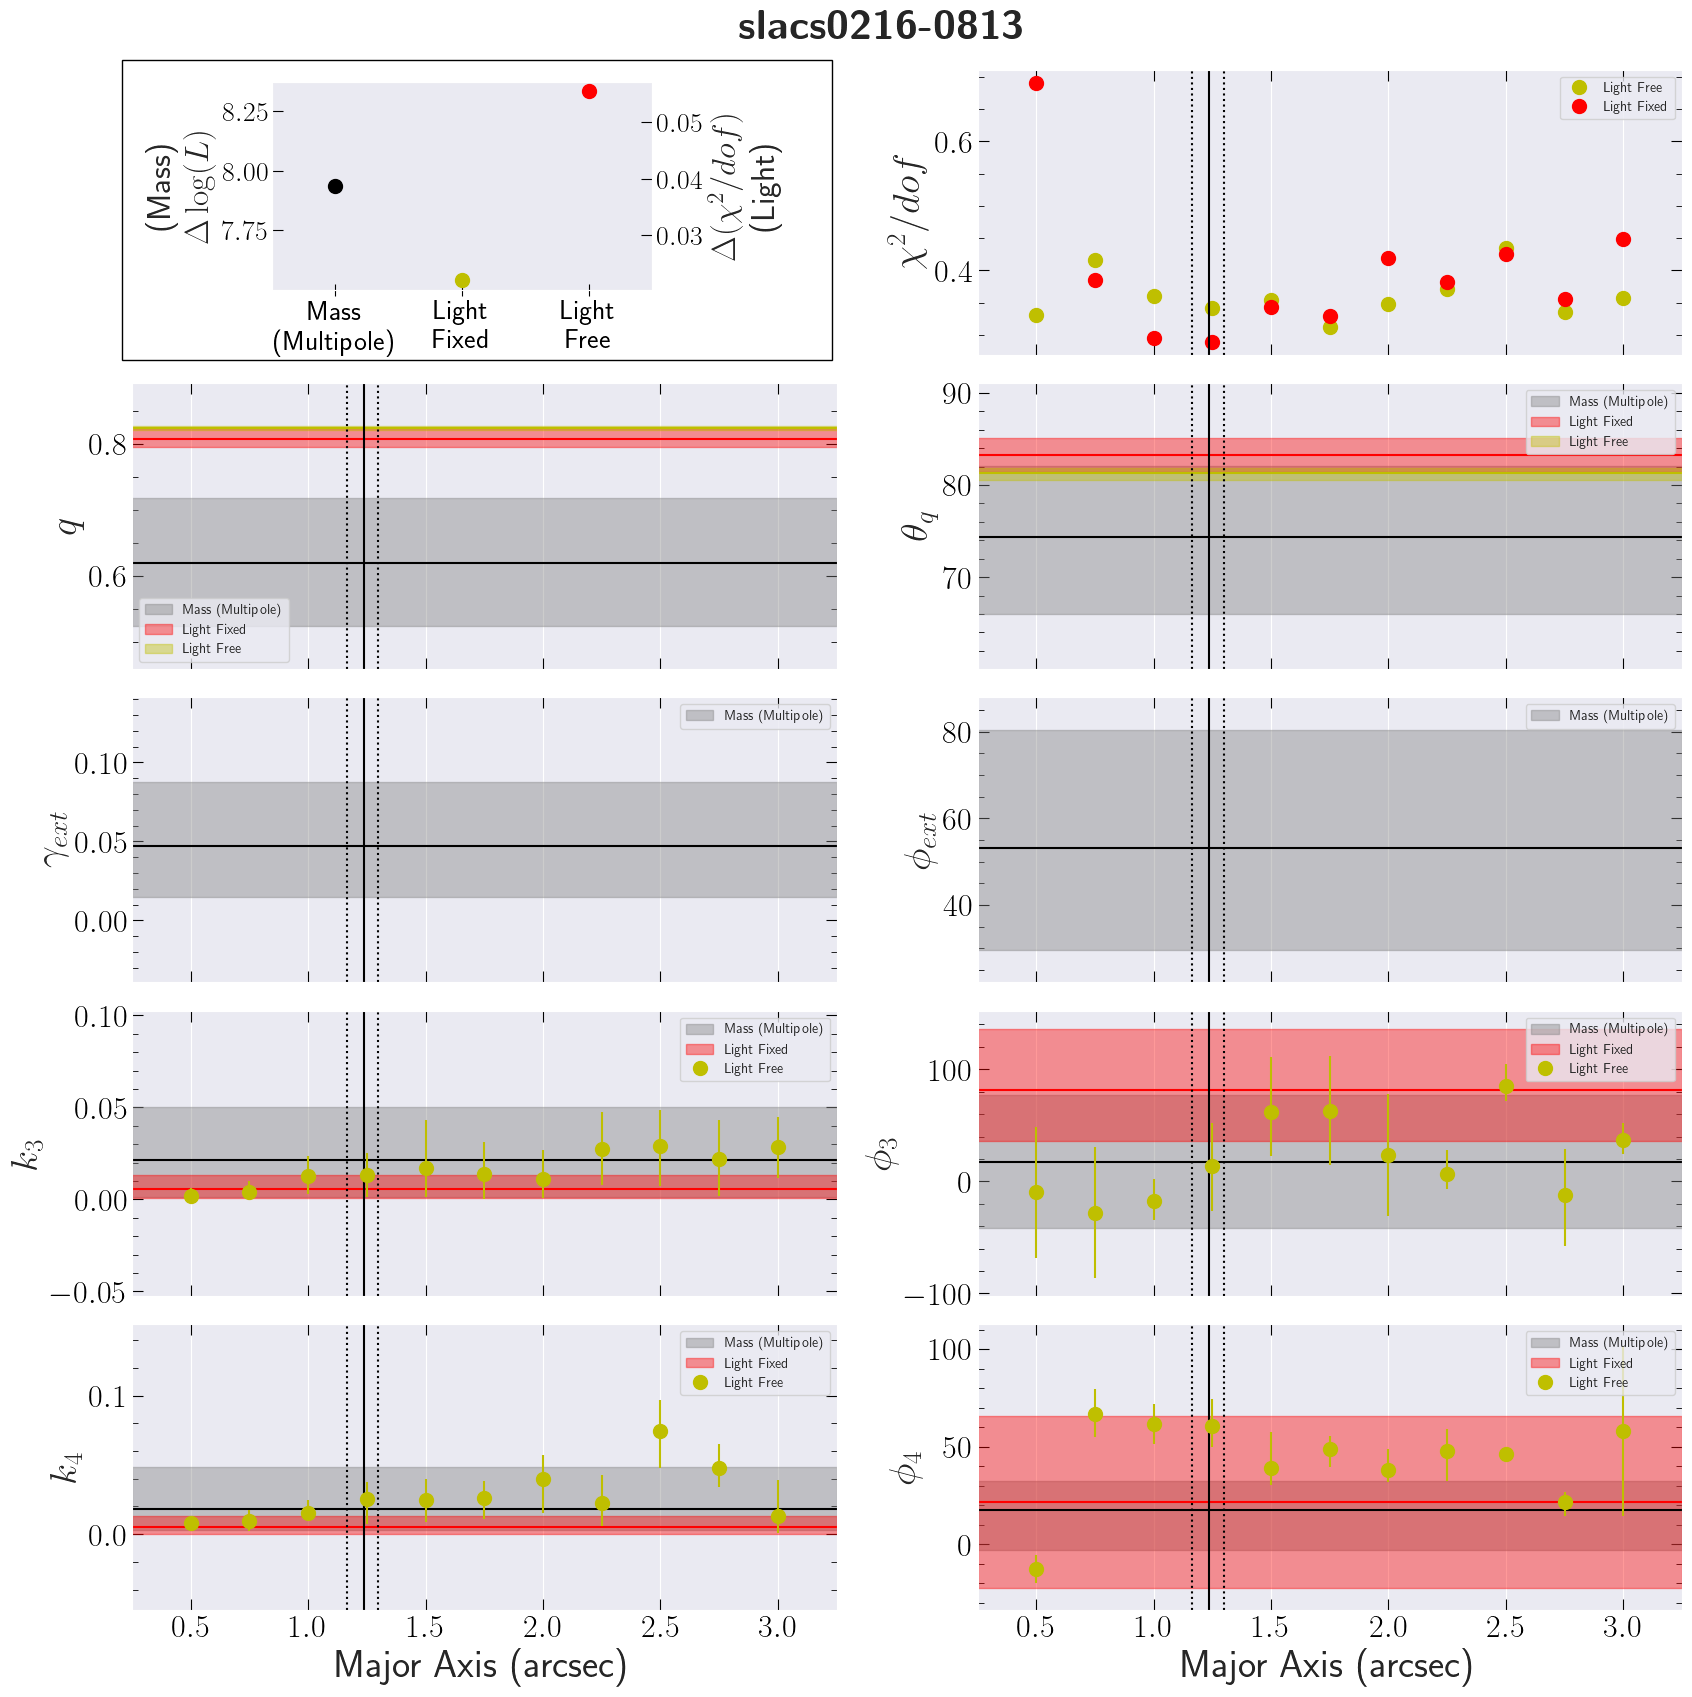 slacs0216-0813
(Mass)
Δ log(L)
8.25
8.00
7.75
0.05
0.04
0.03
Δ(χ²/dof)
(Light)
Mass
(Multipole)
Light
Fixed
Light
Free
χ²/dof
0.6
0.4
Light Free
Light Fixed
q
0.8
0.6
Mass (Multipole)
Light Fixed
Light Free
θ_q
90
80
70
Mass (Multipole)
Light Fixed
Light Free
γ_ext
0.10
0.05
0.00
Mass (Multipole)
ϕ_ext
80
60
40
Mass (Multipole)
k₃
0.10
0.05
0.00
−0.05
Mass (Multipole)
Light Fixed
Light Free
ϕ₃
100
0
−100
Mass (Multipole)
Light Fixed
Light Free
k₄
0.1
0.0
Mass (Multipole)
Light Fixed
Light Free
0.5 1.0 1.5 2.0 2.5 3.0
Major Axis (arcsec)
ϕ₄
100
50
0
Mass (Multipole)
Light Fixed
Light Free
0.5 1.0 1.5 2.0 2.5 3.0
Major Axis (arcsec)